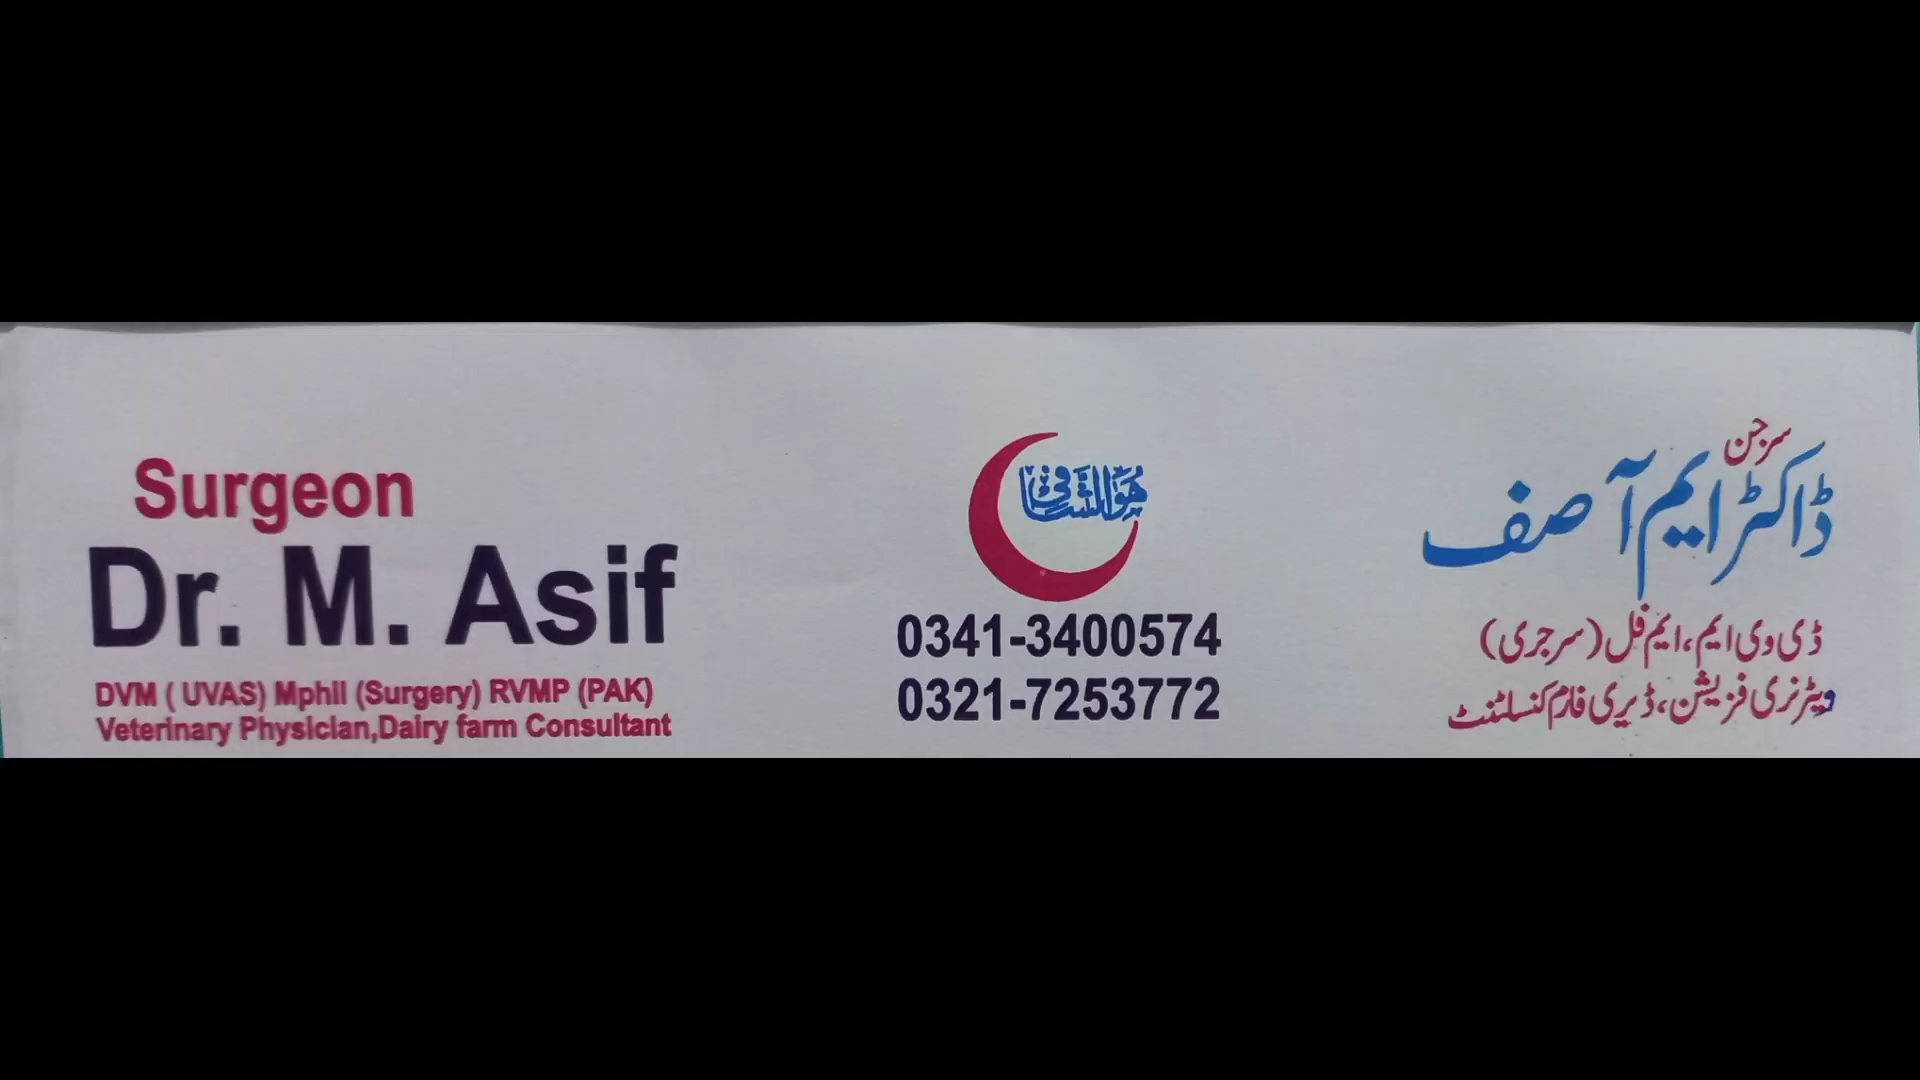 Surgeon
Dr. M. Asif
DVM ( UVAS) Mphil (Surgery) RVMP (PAK)
Veterinary Physician,Dairy farm Consultant
هو الشافی
0341-3400574
0321-7253772
سرجن
ڈاکٹر ایم آصف
ڈی وی ایم، ایم فل (سرجری)
ویٹرنری فزیشن، ڈیری فارم کنسلٹنٹ